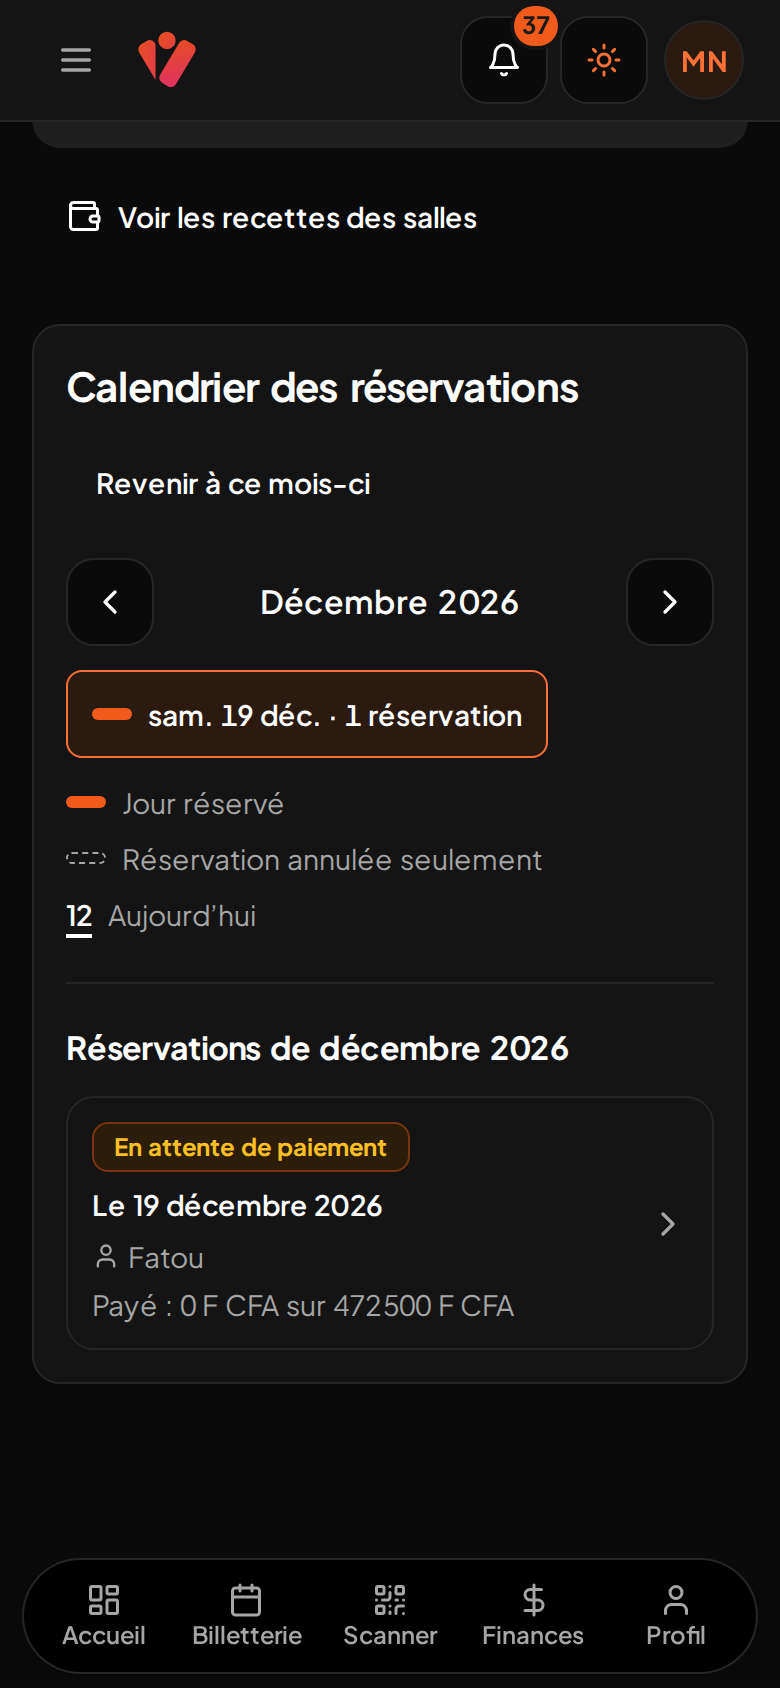 37
MN
Voir les recettes des salles
Calendrier des réservations
Revenir à ce mois-ci
Décembre 2026
sam. 19 déc. · 1 réservation
Jour réservé
Réservation annulée seulement
12 Aujourd’hui
Réservations de décembre 2026
En attente de paiement
Le 19 décembre 2026
Fatou
Payé : 0 F CFA sur 472500 F CFA
Accueil Billetterie Scanner Finances Profil